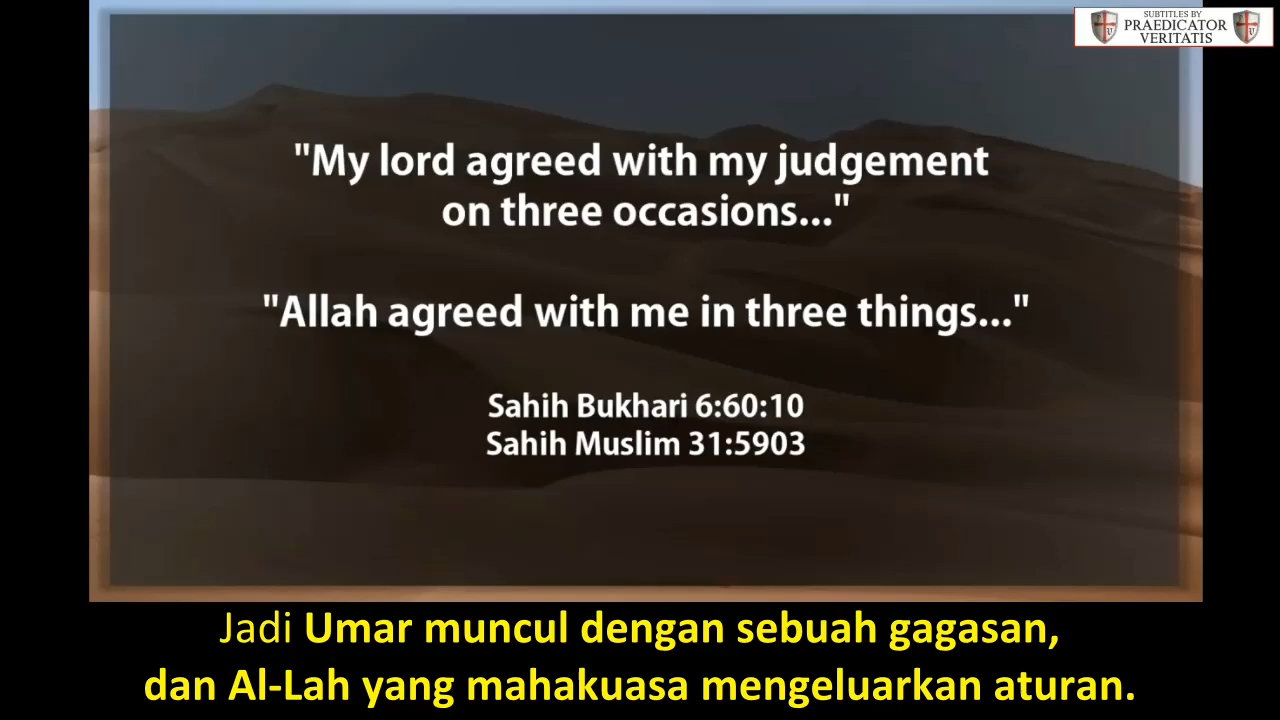 SUBTITLES BY
PRAEDICATOR
VERITATIS
"My lord agreed with my judgement
on three occasions..."
"Allah agreed with me in three things..."
Sahih Bukhari 6:60:10
Sahih Muslim 31:5903
Jadi Umar muncul dengan sebuah gagasan,
dan Al-Lah yang mahakuasa mengeluarkan aturan.